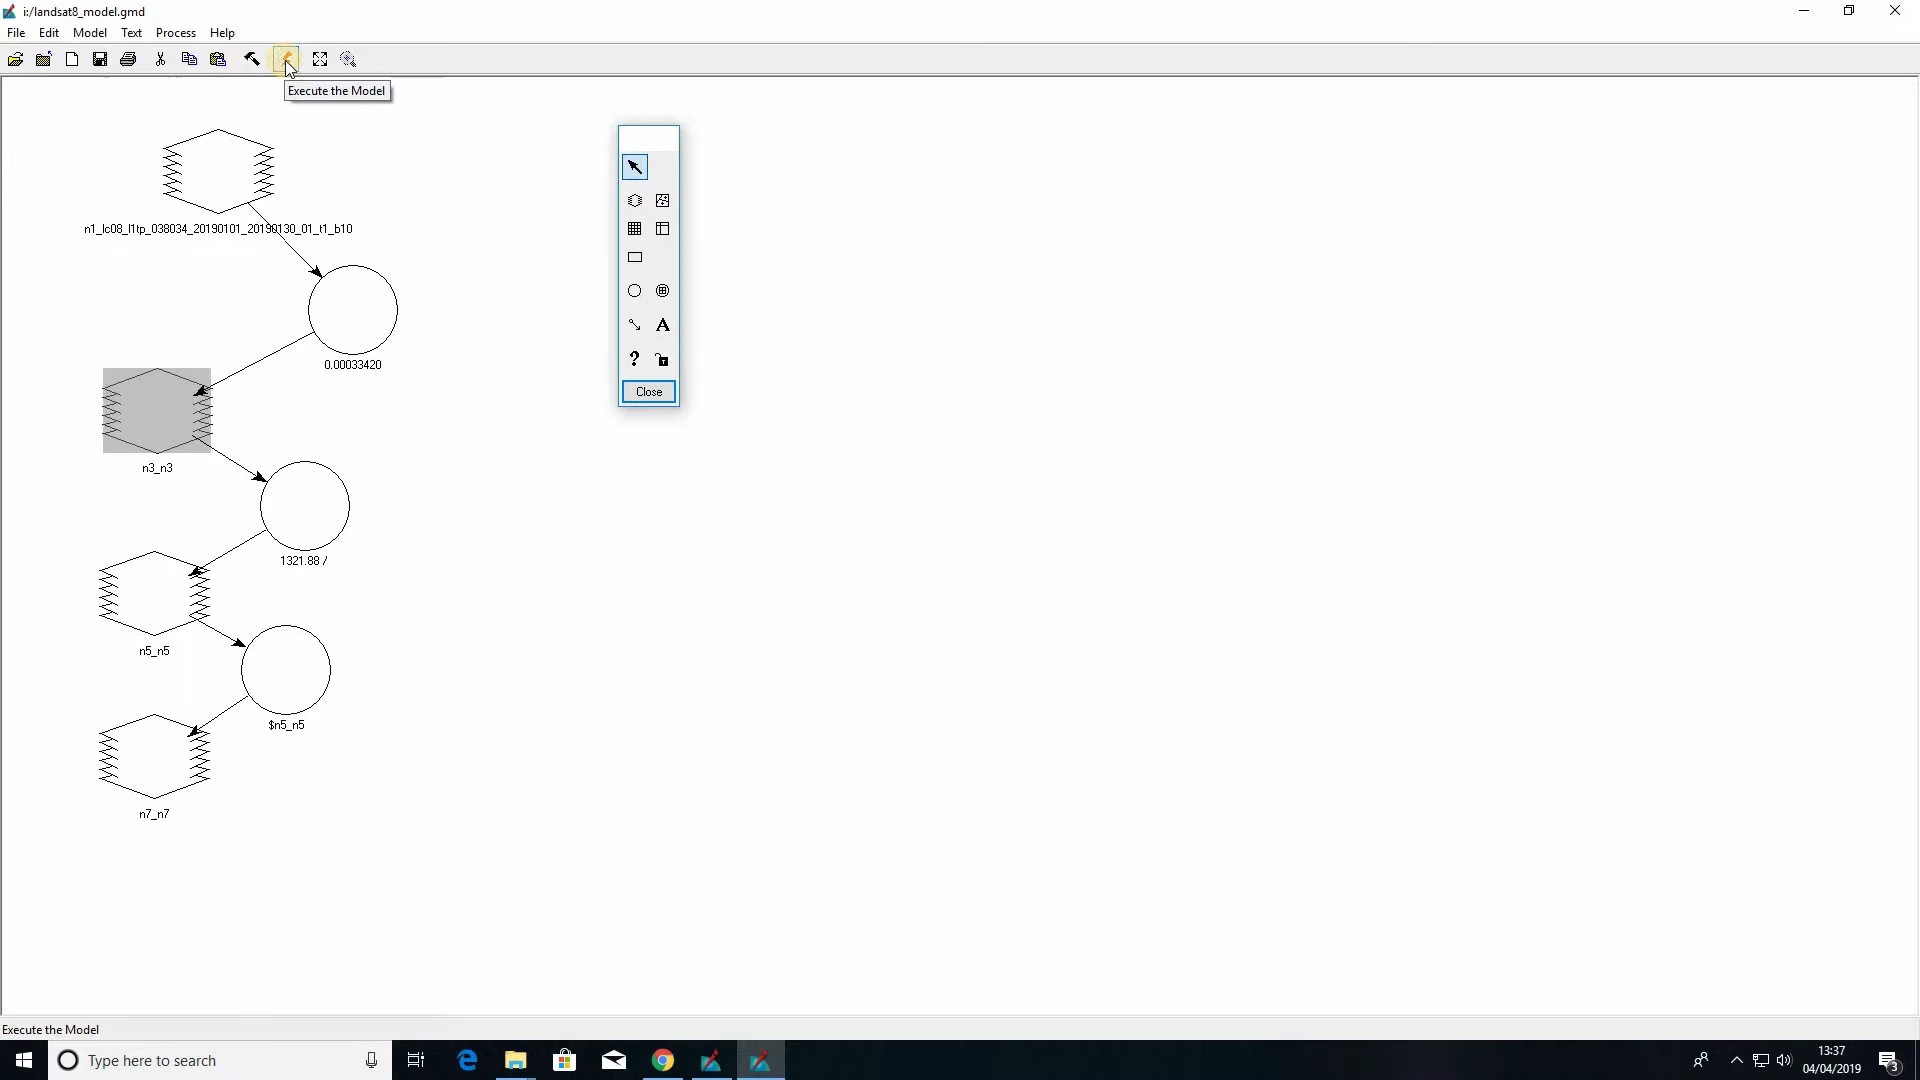 i:/landsat8_model.gmd
File Edit Model Text Process Help
Execute the Model
n1_lc08_l1tp_038034_20190101_20190130_01_t1_b10
0.00033420
n3_n3
1321.88 /
n5_n5
$n5_n5
n7_n7
A
?
Close
Execute the Model
Type here to search
13:37
04/04/2019
3